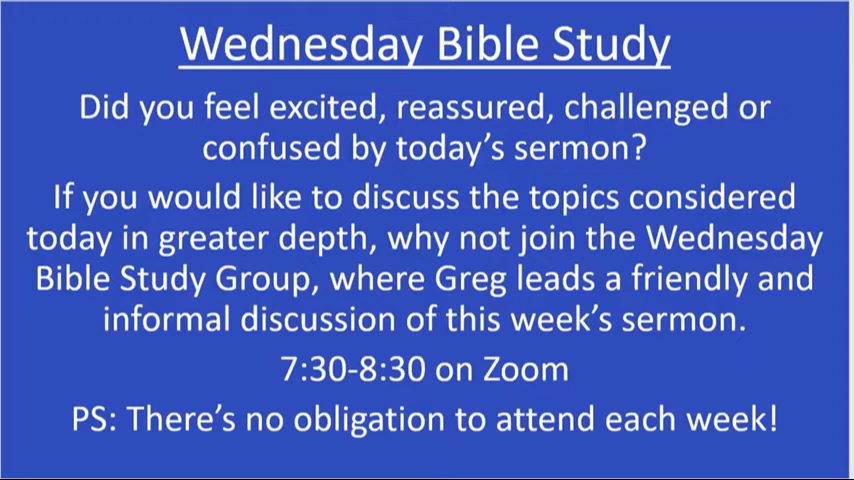 Wednesday Bible Study
Did you feel excited, reassured, challenged or
confused by today’s sermon?
If you would like to discuss the topics considered
today in greater depth, why not join the Wednesday
Bible Study Group, where Greg leads a friendly and
informal discussion of this week’s sermon.
7:30-8:30 on Zoom
PS: There’s no obligation to attend each week!